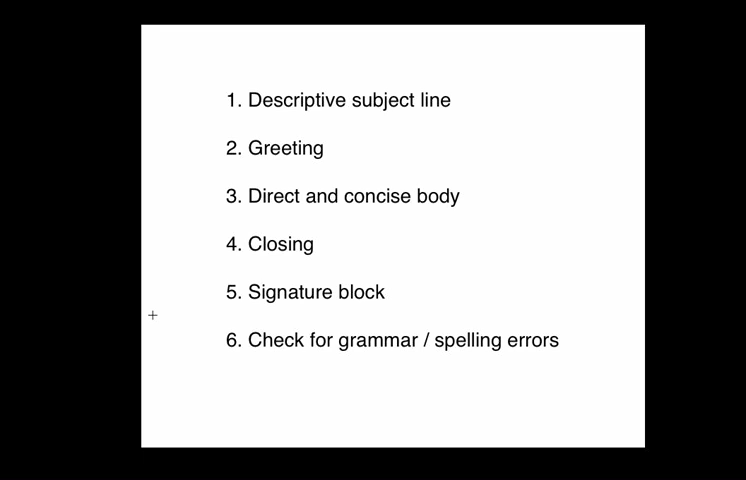 1. Descriptive subject line
2. Greeting
3. Direct and concise body
4. Closing
5. Signature block
6. Check for grammar / spelling errors